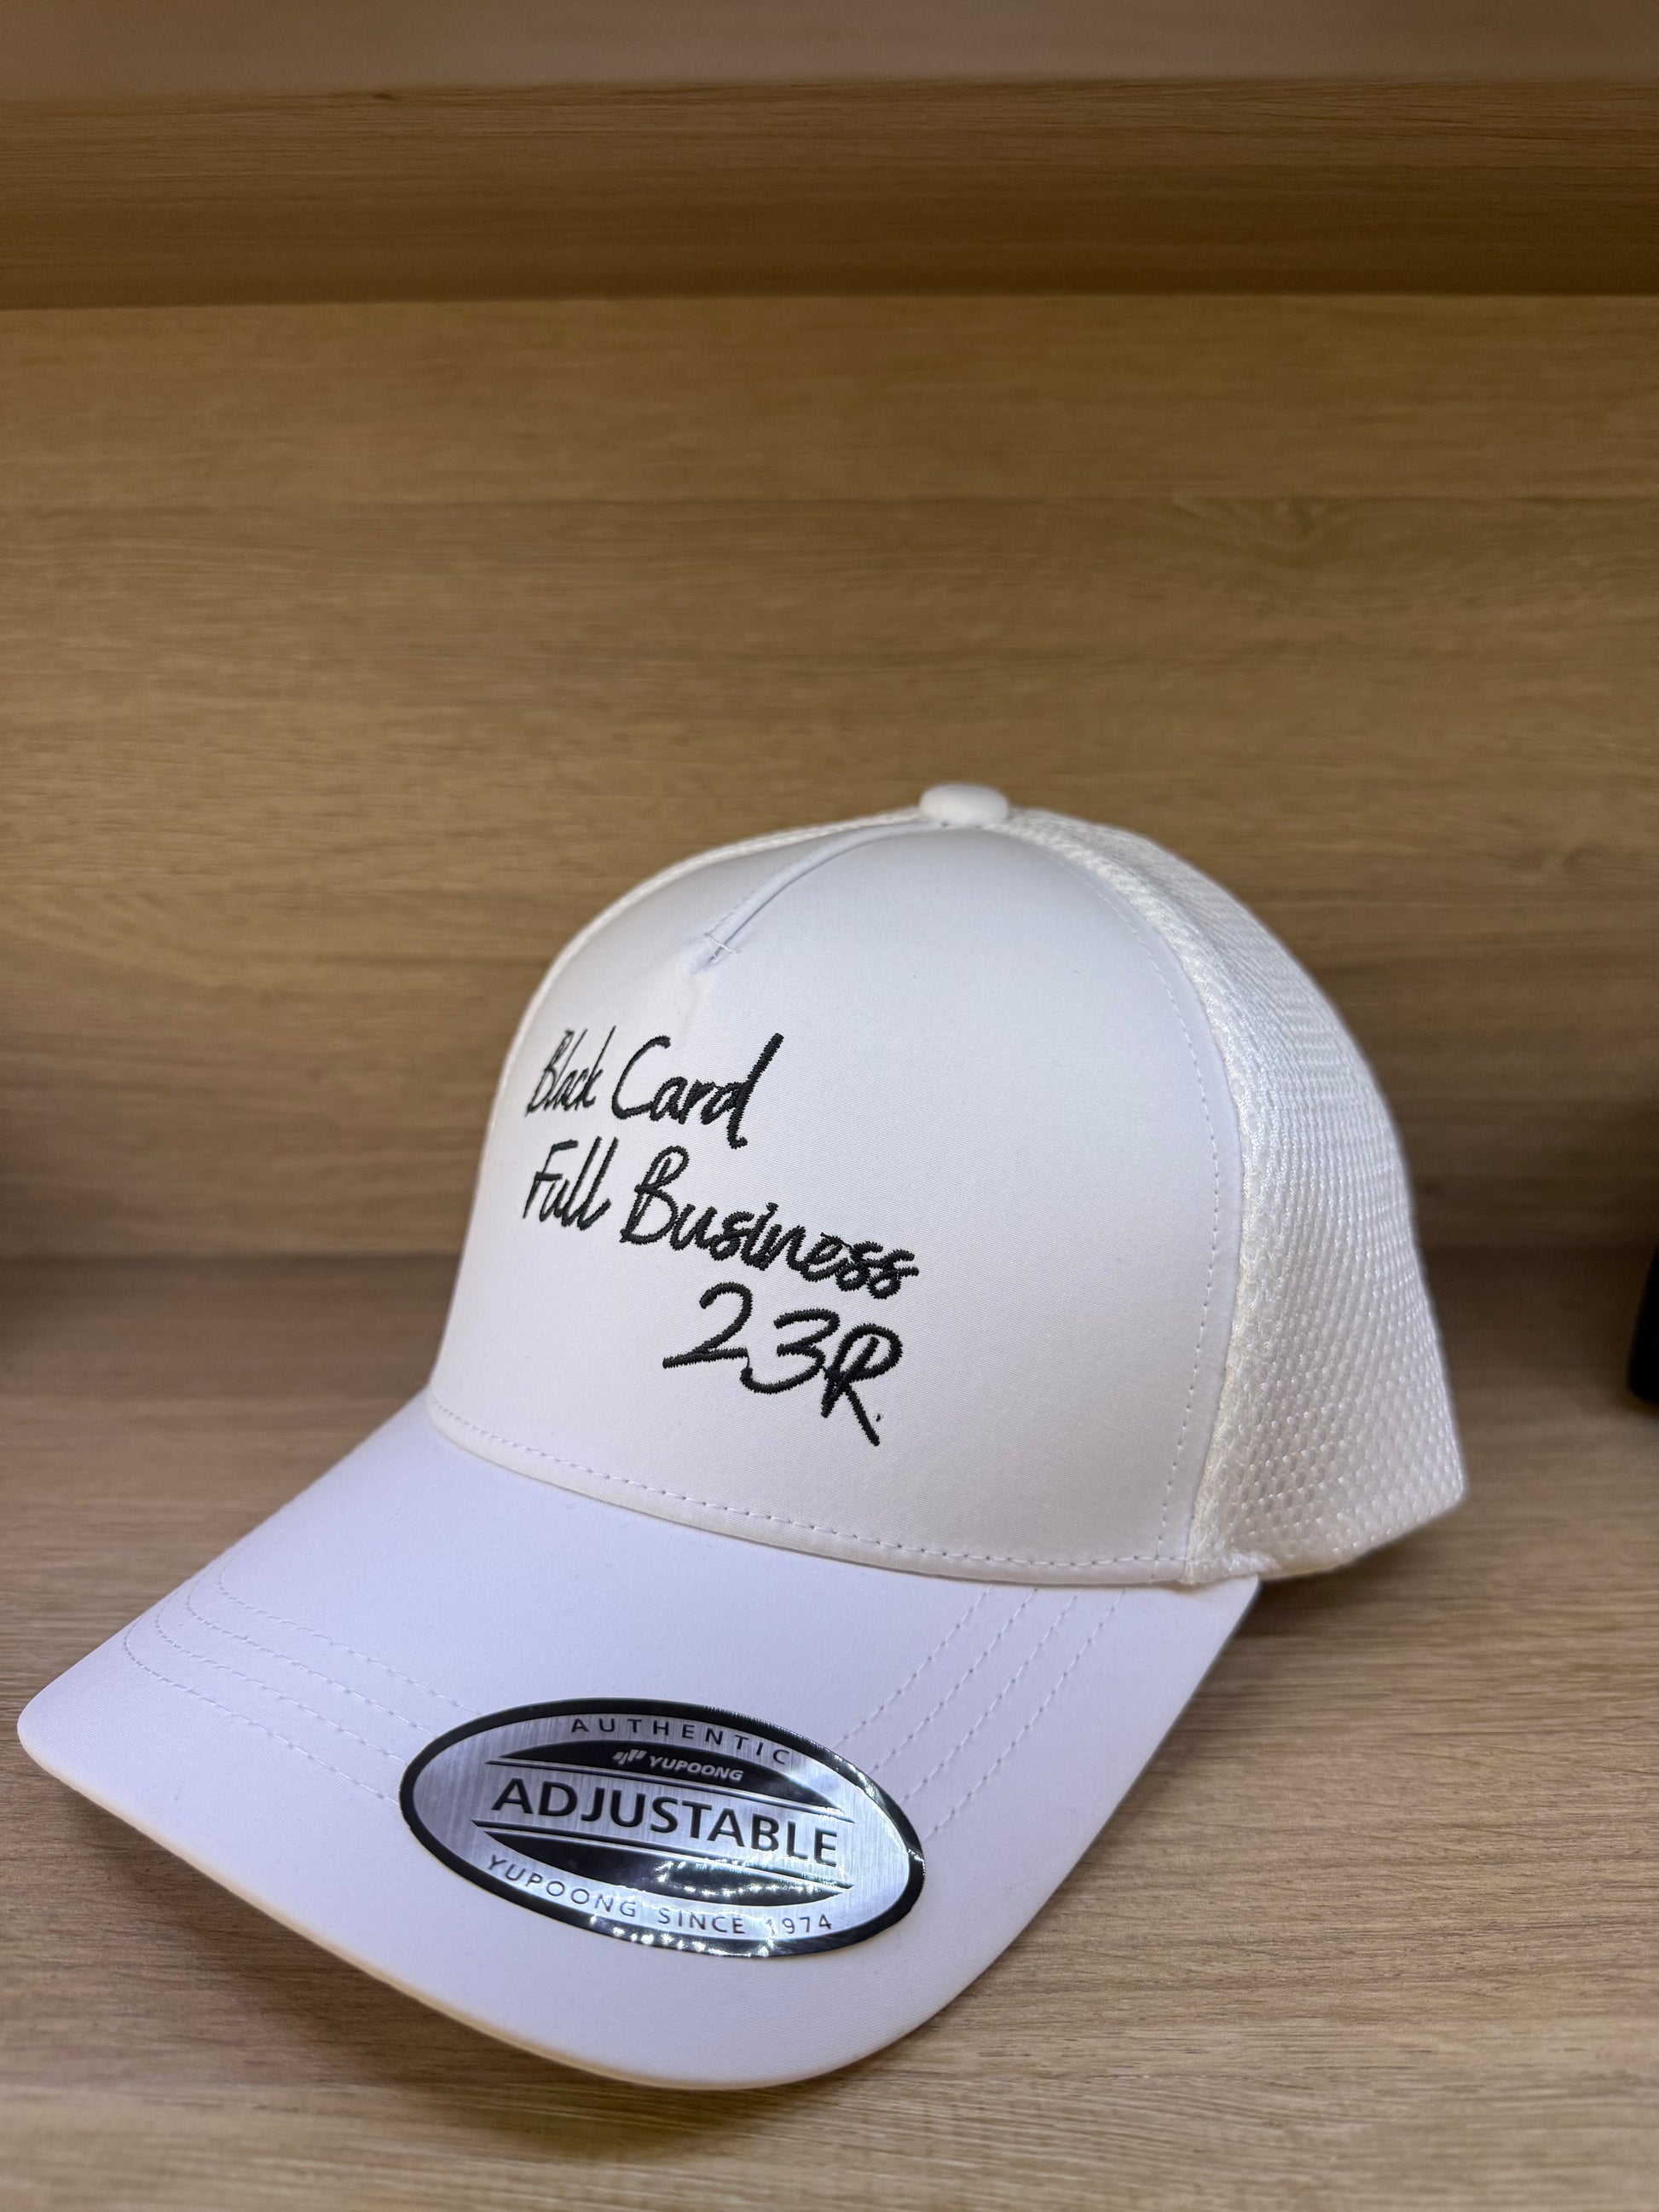 Black Card
Full Business
23R
AUTHENTIC
YUPOONG
ADJUSTABLE
YUPOONG SINCE 1974